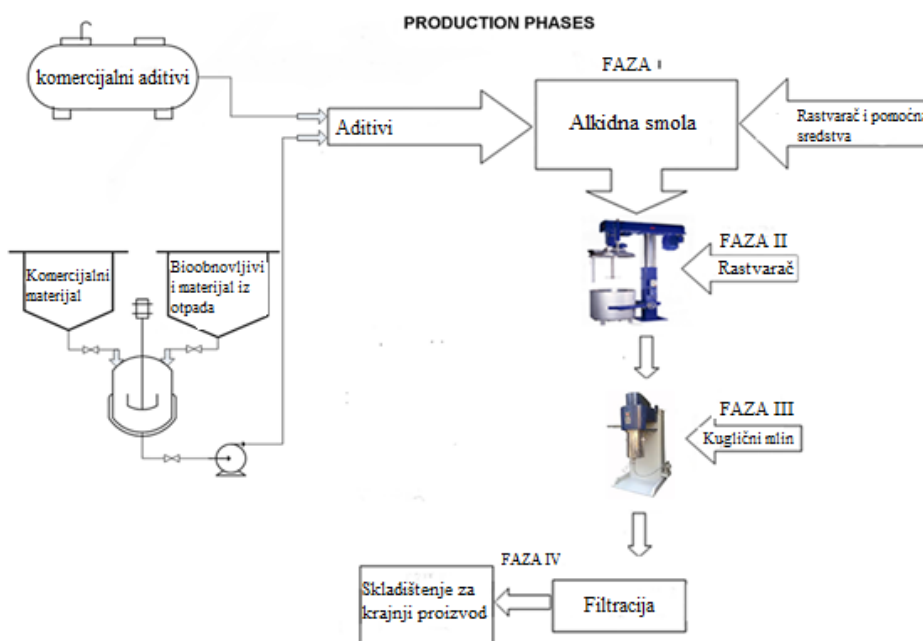 PRODUCTION PHASES
komercijalni aditivi
FAZA I
Aditivi
Alkidna smola
Rastvarač i pomoćna
sredstva
Komercijalni
materijal
Bioobnovljivi
i materijal iz
otpada
FAZA II
Rastvarač
FAZA III
Kuglični mlin
FAZA IV
Skladištenje za
krajnji proizvod
Filtracija